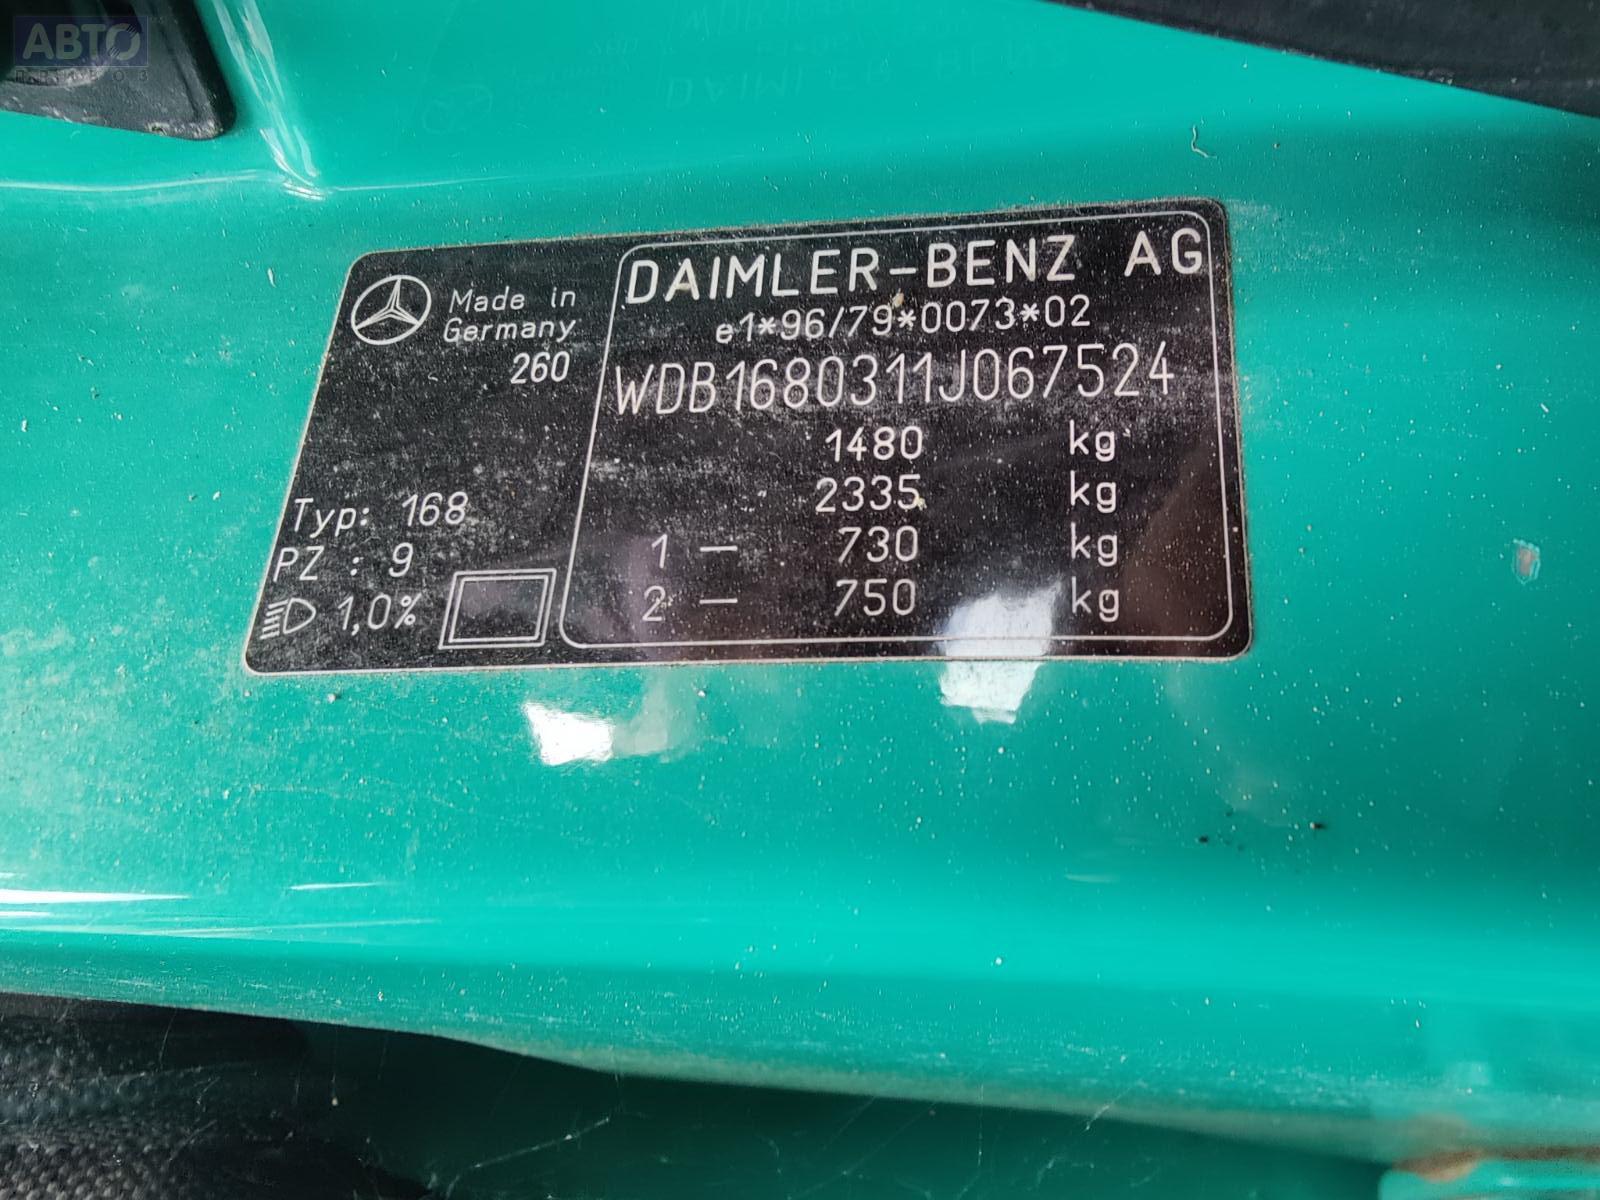 АВТО
ПРИВОЗ
Made in
Germany
260
Typ: 168
PZ : 9
1,0%
DAIMLER-BENZ AG
e1*96/79*0073*02
WDB1680311J067524
1480 kg
2335 kg
1 – 730 kg
2 – 750 kg